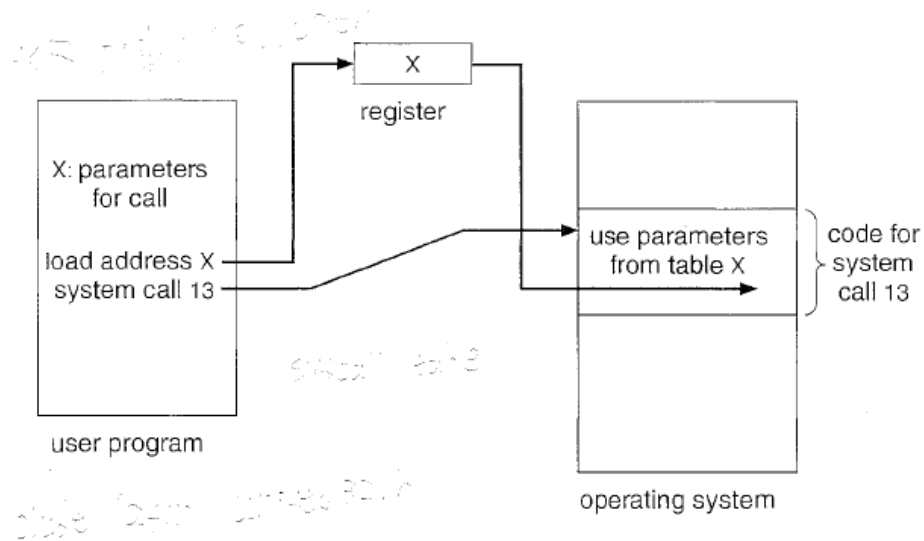 X
register
X: parameters
for call
load address X
system call 13
user program
use parameters
from table X
code for
system
call 13
operating system